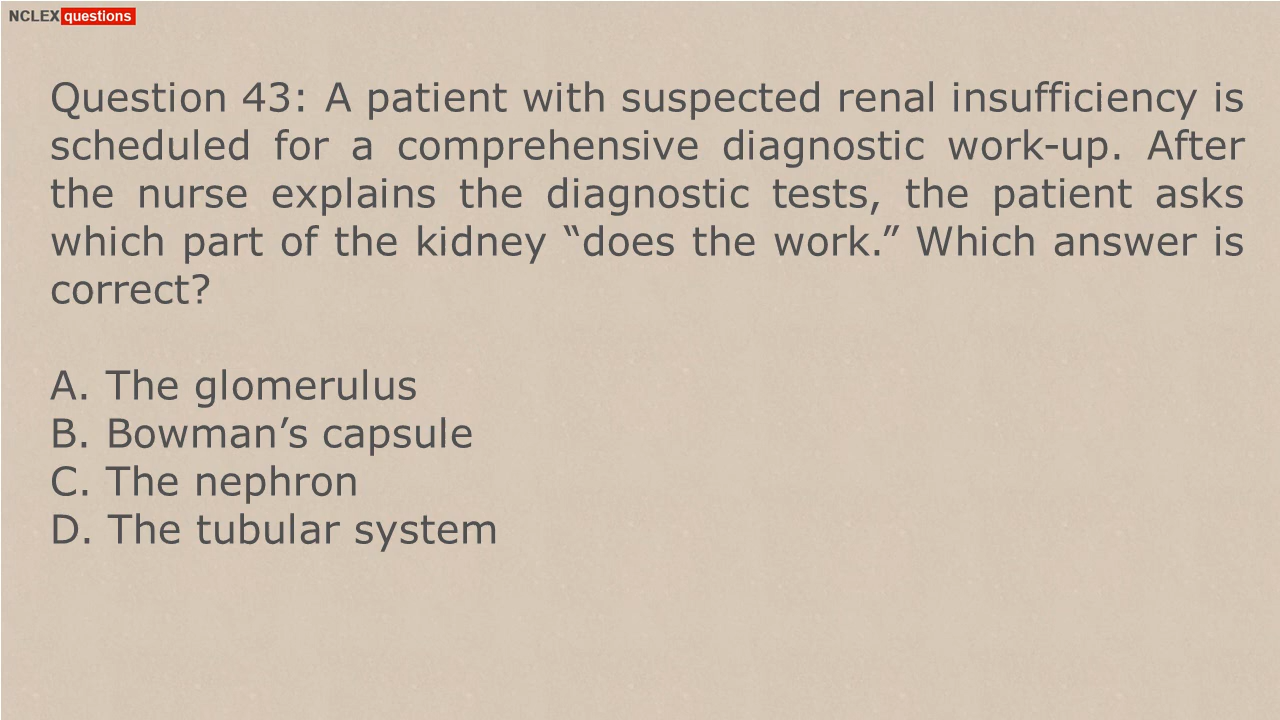 NCLEX questions
Question 43: A patient with suspected renal insufficiency is
scheduled for a comprehensive diagnostic work-up. After
the nurse explains the diagnostic tests, the patient asks
which part of the kidney “does the work.” Which answer is
correct?
A. The glomerulus
B. Bowman’s capsule
C. The nephron
D. The tubular system